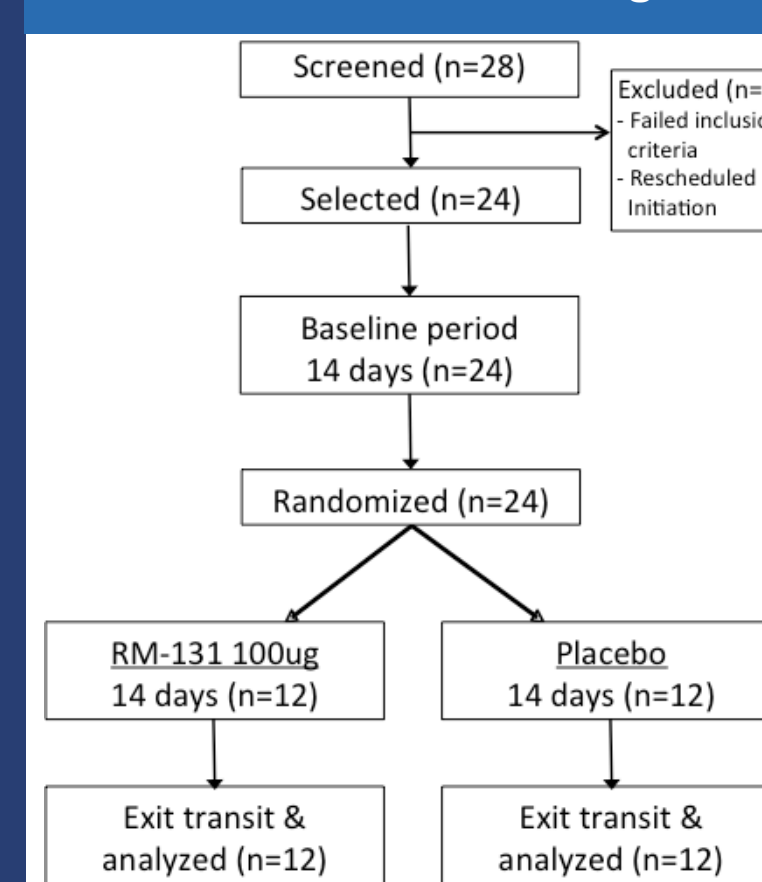 Screened (n=28)
Excluded (n=
- Failed
criteria
- Rescheduled
Initiation
Selected (n=24)
Baseline period
14 days (n=24)
Randomized (n=24)
RM-131 100ug
14 days (n=12)
Placebo
14 days (n=12)
Exit transit &
analyzed (n=12)
Exit transit &
analyzed (n=12)